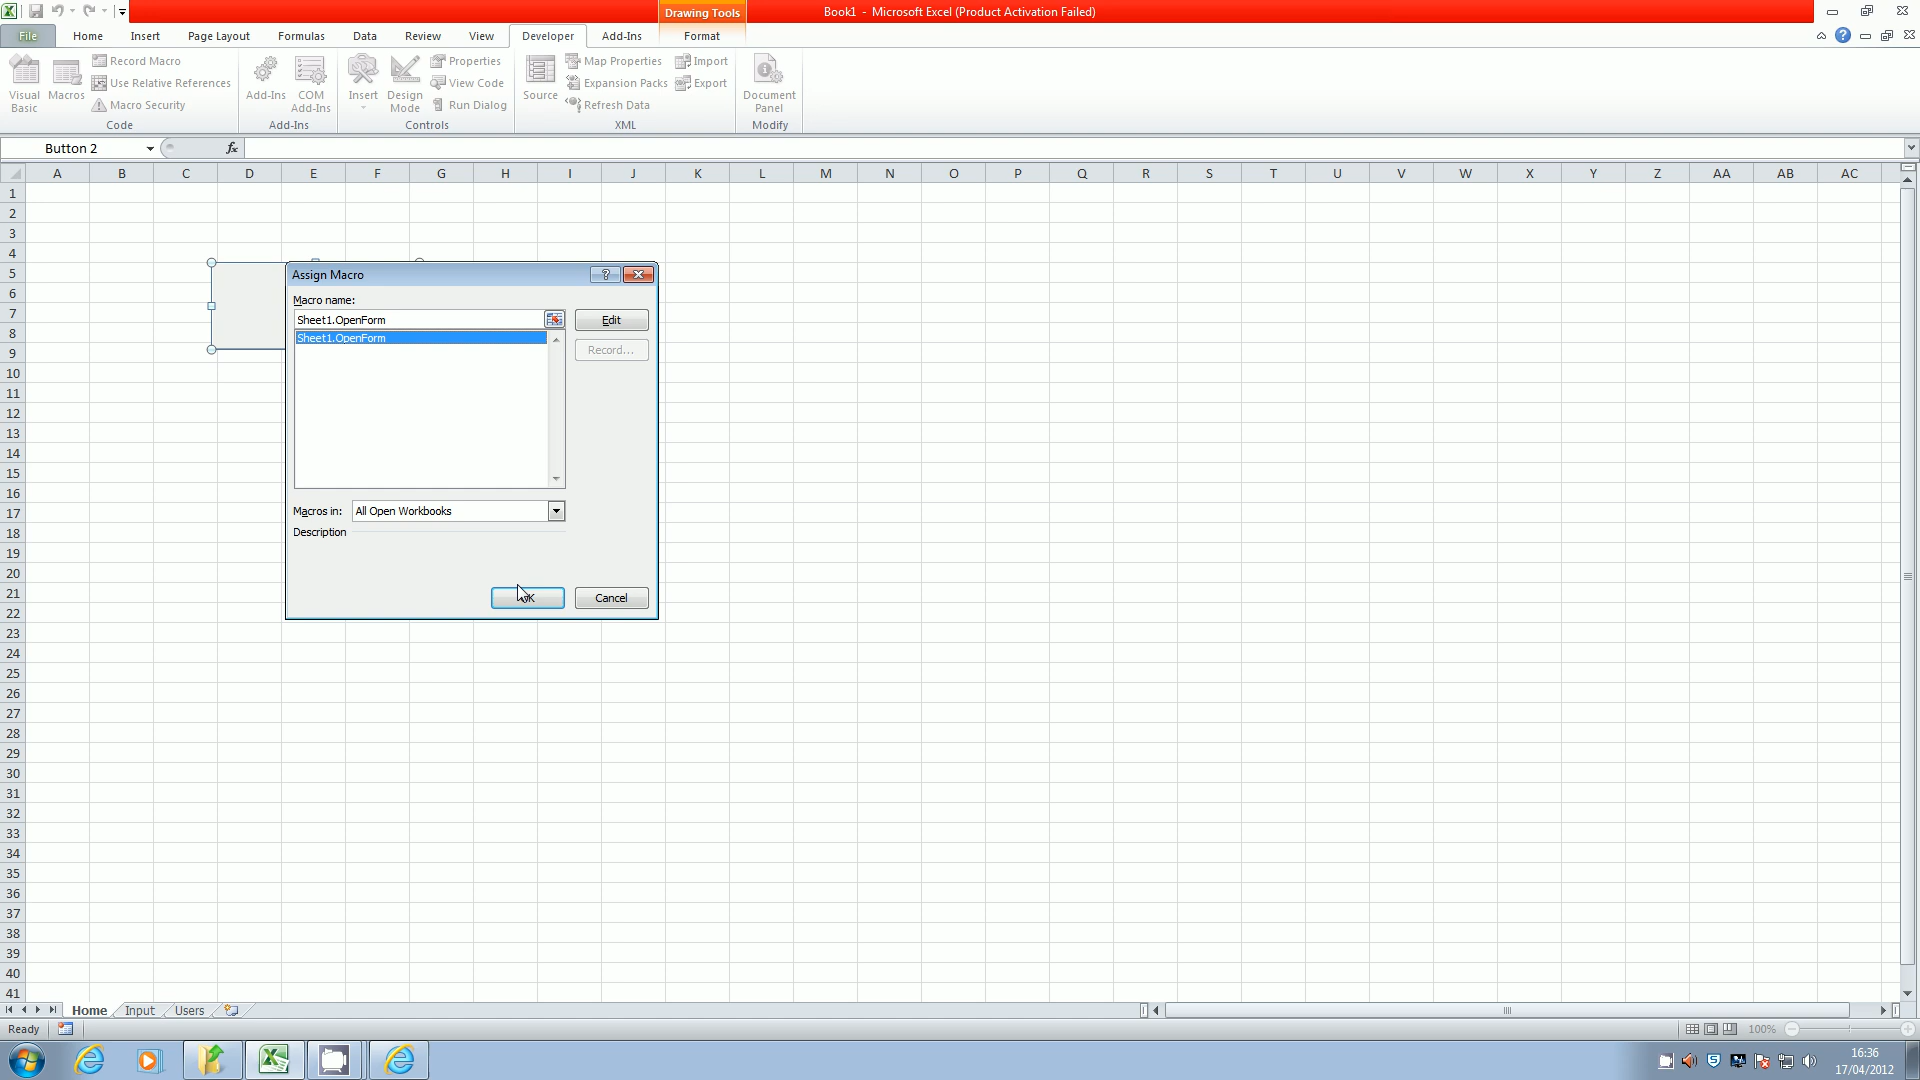 Drawing Tools
Book1 - Microsoft Excel (Product Activation Failed)
File Home Insert Page Layout Formulas Data Review View Developer Add-Ins Format
Visual Basic
Macros
Record Macro
Use Relative References
Macro Security
Code
Add-Ins
COM Add-Ins
Add-Ins
Insert
Design Mode
Properties
View Code
Run Dialog
Controls
Source
Map Properties
Expansion Packs
Refresh Data
Import
Export
XML
Document Panel
Modify
Button 2
fx
A B C D E F G H I J K L M N O P Q R S T U V W X Y Z AA AB AC
1
2
3
4
5
6
7
8
9
10
11
12
13
14
15
16
17
18
19
20
21
22
23
24
25
26
27
28
29
30
31
32
33
34
35
36
37
38
39
40
41
Assign Macro
Macro name:
Sheet1.OpenForm
Edit
Sheet1.OpenForm
Record...
Macros in: All Open Workbooks
Description
Cancel
Home Input Users
Ready
100%
16:36
17/04/2012